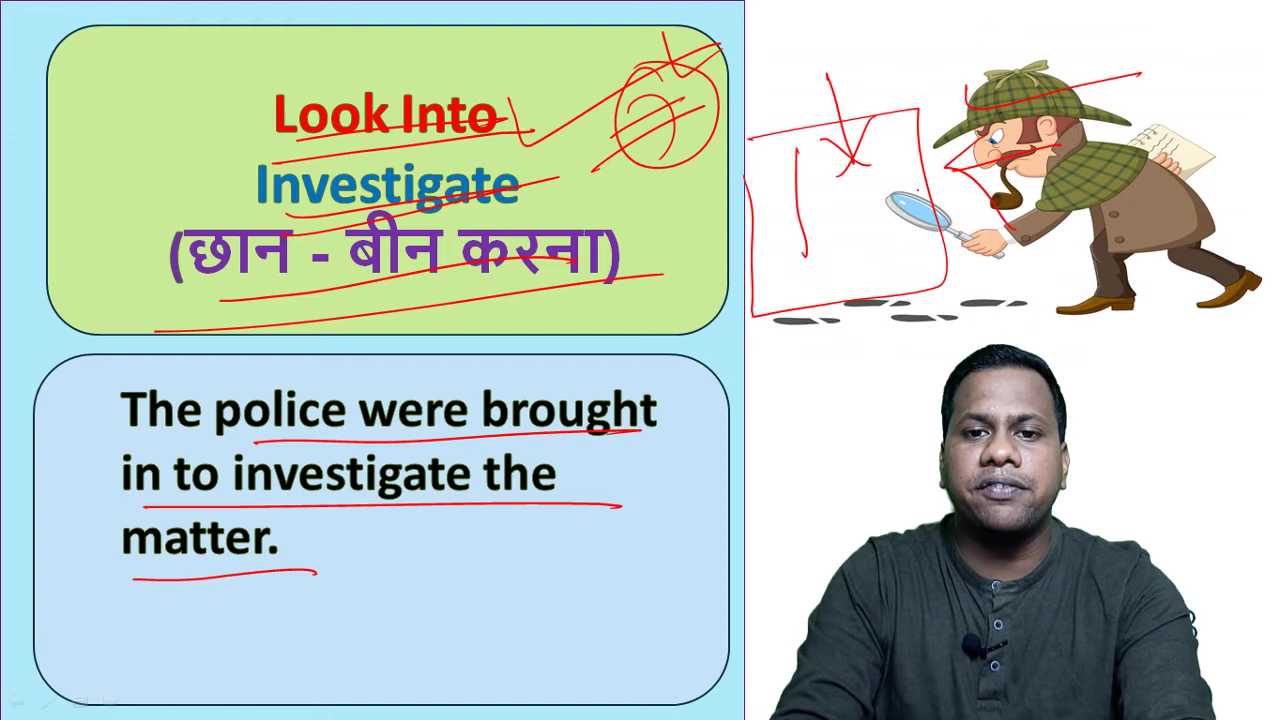 Look Into
Investigate
(छान - बीन करना)
The police were brought
in to investigate the
matter.